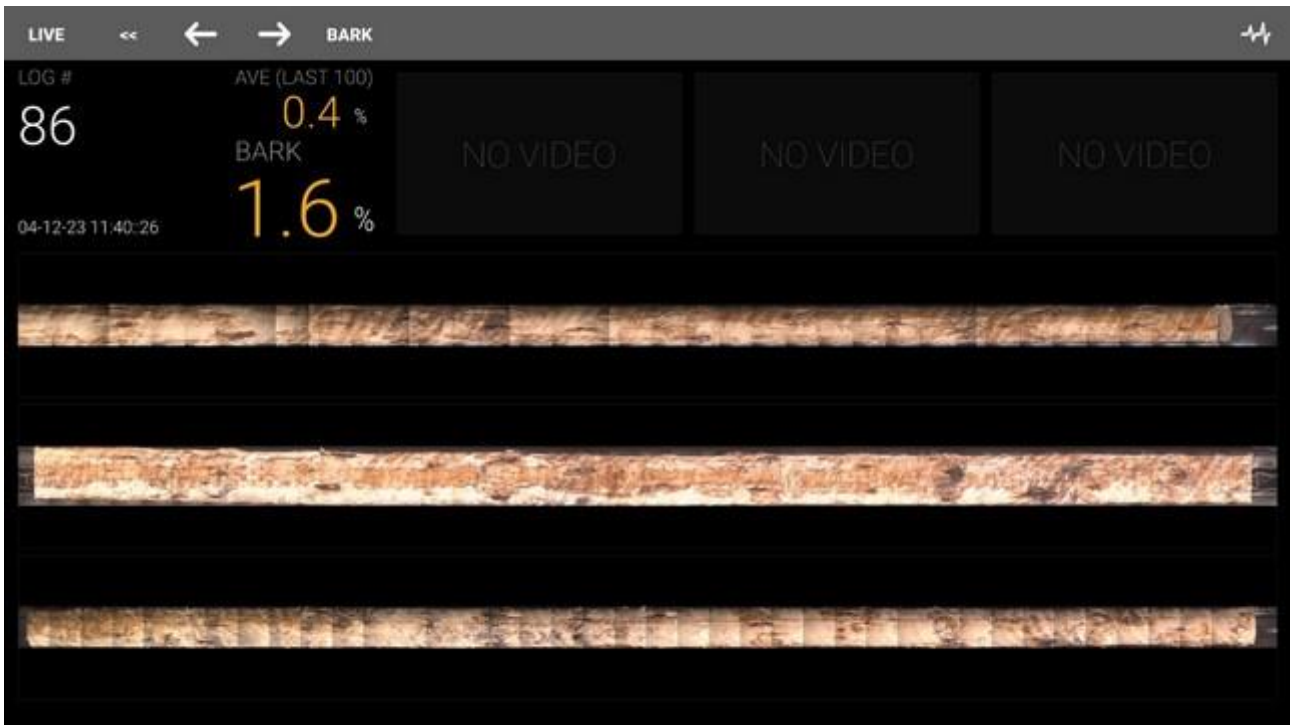 LIVE << ← → BARK
LOG # AVE (LAST 100)
86 0.4 %
BARK
1.6 %
04-12-23 11:40::26
NO VIDEO NO VIDEO NO VIDEO